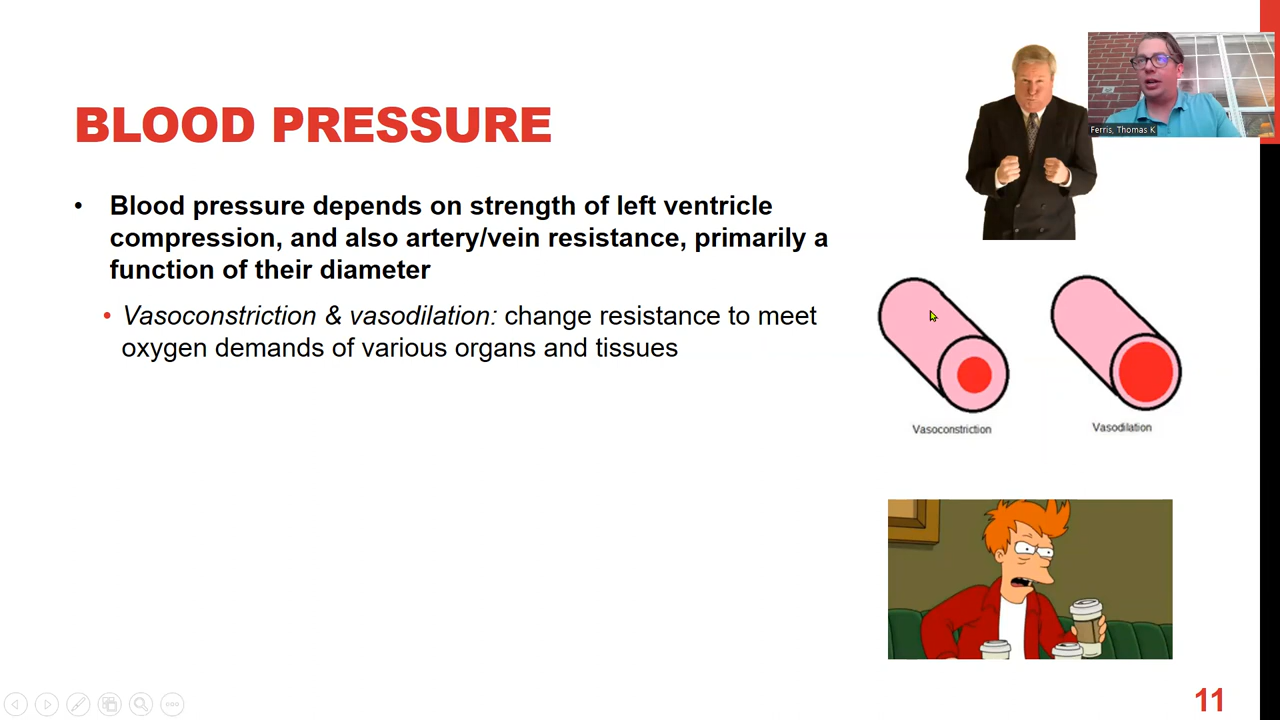 BLOOD PRESSURE
Ferris, Thomas K
• Blood pressure depends on strength of left ventricle
compression, and also artery/vein resistance, primarily a
function of their diameter
• Vasoconstriction & vasodilation: change resistance to meet
oxygen demands of various organs and tissues
Vasoconstriction
Vasodilation
11